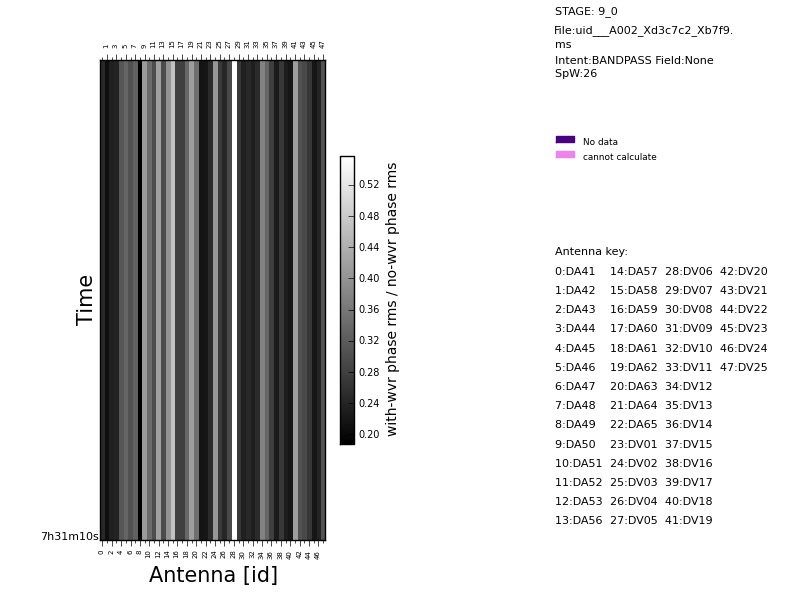 STAGE: 9_0
File:uid___A002_Xd3c7c2_Xb7f9.
ms
Intent:BANDPASS Field:None
SpW:26
No data
cannot calculate
1 3 5 7 9 11 13 15 17 19 21 23 25 27 29 31 33 35 37 39 41 43 45 47
0.52
0.48
0.44
0.40
0.36
0.32
0.28
0.24
0.20
with-wvr phase rms / no-wvr phase rms
Time
7h31m10s
0 2 4 6 8 10 12 14 16 18 20 22 24 26 28 30 32 34 36 38 40 42 44 46
Antenna [id]
Antenna key:
0:DA41 14:DA57 28:DV06 42:DV20
1:DA42 15:DA58 29:DV07 43:DV21
2:DA43 16:DA59 30:DV08 44:DV22
3:DA44 17:DA60 31:DV09 45:DV23
4:DA45 18:DA61 32:DV10 46:DV24
5:DA46 19:DA62 33:DV11 47:DV25
6:DA47 20:DA63 34:DV12
7:DA48 21:DA64 35:DV13
8:DA49 22:DA65 36:DV14
9:DA50 23:DV01 37:DV15
10:DA51 24:DV02 38:DV16
11:DA52 25:DV03 39:DV17
12:DA53 26:DV04 40:DV18
13:DA56 27:DV05 41:DV19